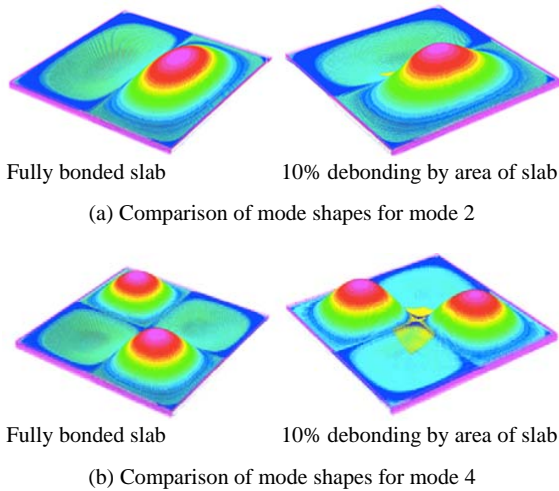 Fully bonded slab
10% debonding by area of slab
(a) Comparison of mode shapes for mode 2
Fully bonded slab
10% debonding by area of slab
(b) Comparison of mode shapes for mode 4